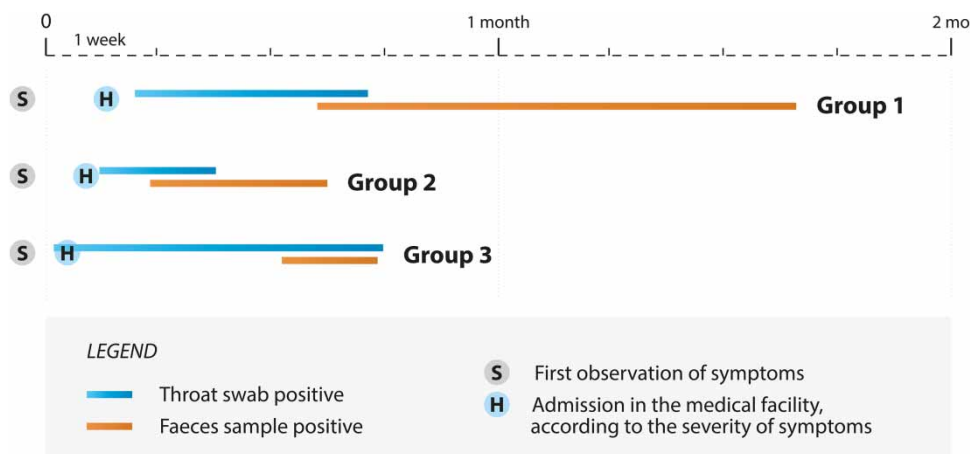 0
1 month
2 mo
1 week
S
H
Group 1
S
H
Group 2
S
H
Group 3
LEGEND
Throat swab positive
Faeces sample positive
S
First observation of symptoms
H
Admission in the medical facility,
according to the severity of symptoms